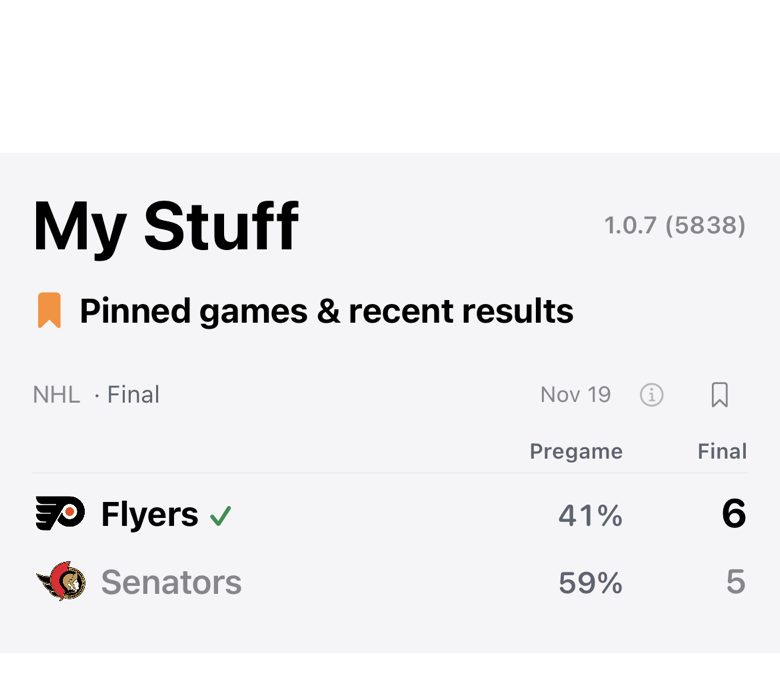 My Stuff 1.0.7 (5838)
Pinned games & recent results
NHL · Final Nov 19
Pregame Final
Flyers ✓ 41% 6
Senators 59% 5